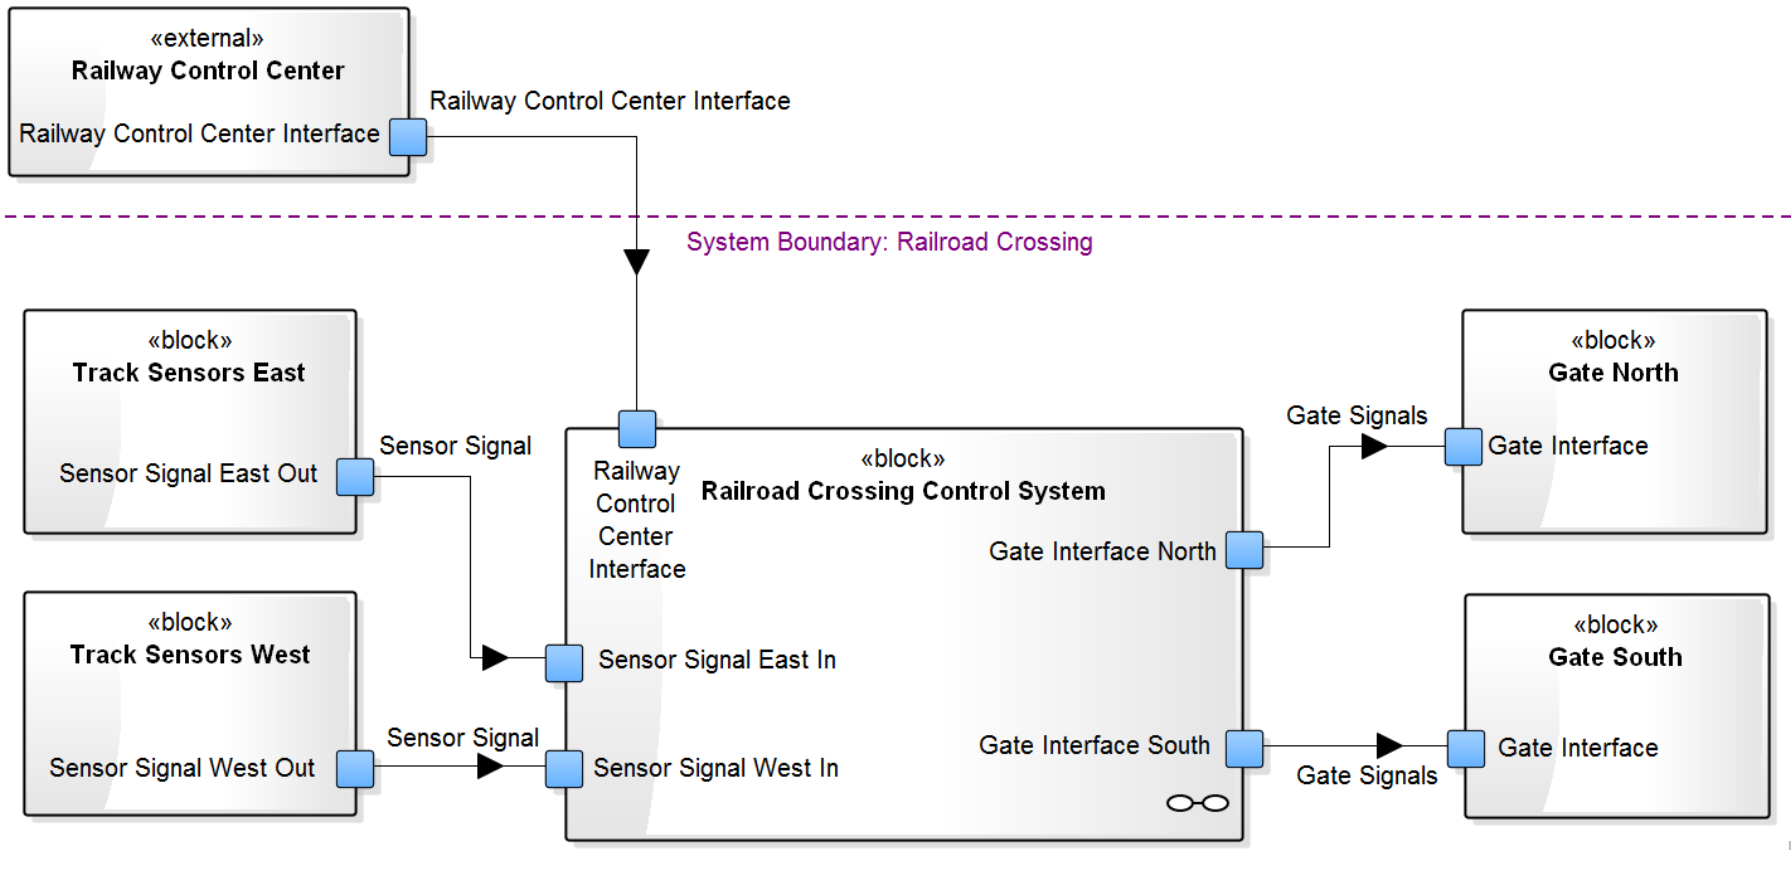 «external»
Railway Control Center
Railway Control Center Interface
Railway Control Center Interface
System Boundary: Railroad Crossing
«block»
Track Sensors East
Sensor Signal East Out
Sensor Signal
«block»
Track Sensors West
Sensor Signal West Out
Sensor Signal
«block»
Railroad Crossing Control System
Railway
Control
Center
Interface
Sensor Signal East In
Sensor Signal West In
Gate Interface North
Gate Interface South
Gate Signals
«block»
Gate North
Gate Interface
Gate Signals
«block»
Gate South
Gate Interface